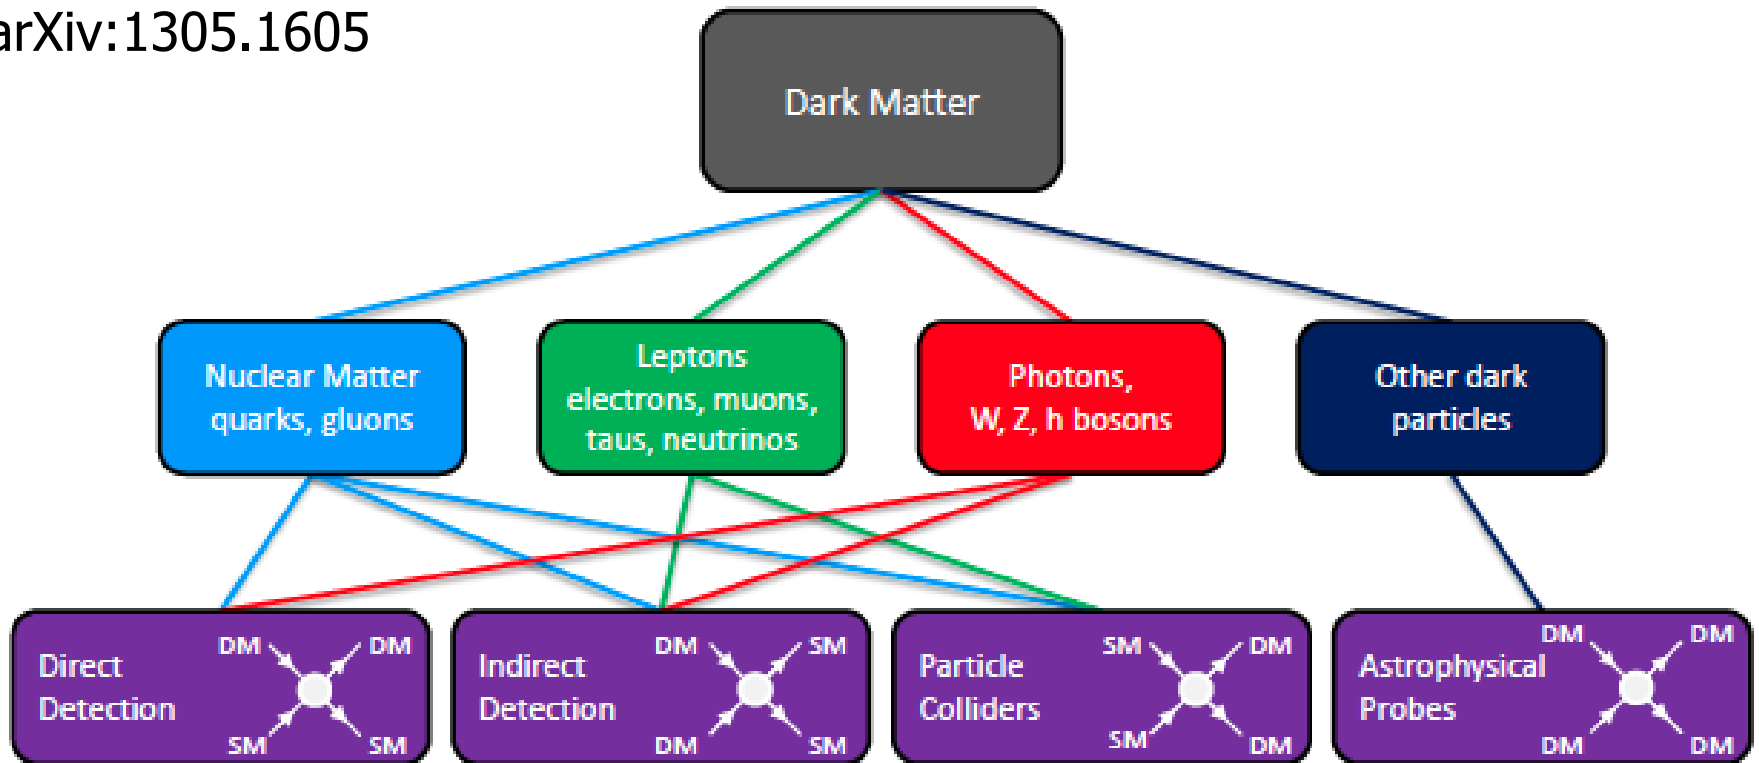 arXiv:1305.1605
Dark Matter
Nuclear Matter
quarks, gluons
Leptons
electrons, muons,
taus, neutrinos
Photons,
W, Z, h bosons
Other dark
particles
Direct
Detection
DM
DM
SM
SM
Indirect
Detection
DM
SM
DM
SM
Particle
Colliders
SM
DM
SM
DM
Astrophysical
Probes
DM
DM
DM
DM